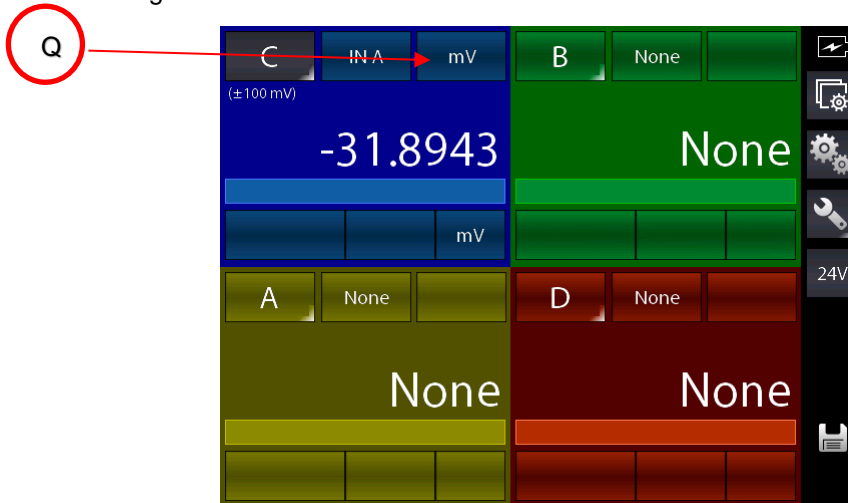 Q
C IN A mV
(±100 mV)
-31.8943
mV
B None
None
A None
None
D None
None
24V